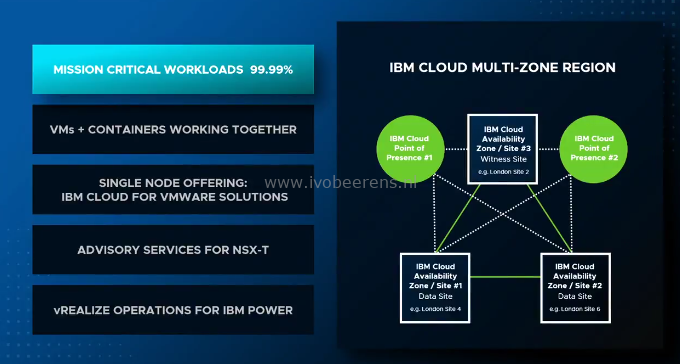 MISSION CRITICAL WORKLOADS 99.99%
VMs + CONTAINERS WORKING TOGETHER
SINGLE NODE OFFERING:
IBM CLOUD FOR VMWARE SOLUTIONS
ADVISORY SERVICES FOR NSX-T
vREALIZE OPERATIONS FOR IBM POWER
www.ivobeerens.nl
IBM CLOUD MULTI-ZONE REGION
IBM Cloud
Point of
Presence #1
IBM Cloud
Availability
Zone / Site #3
Witness Site
e.g. London Site 2
IBM Cloud
Point of
Presence #2
IBM Cloud
Availability
Zone / Site #1
Data Site
e.g. London Site 4
IBM Cloud
Availability
Zone / Site #2
Data Site
e.g. London Site 6